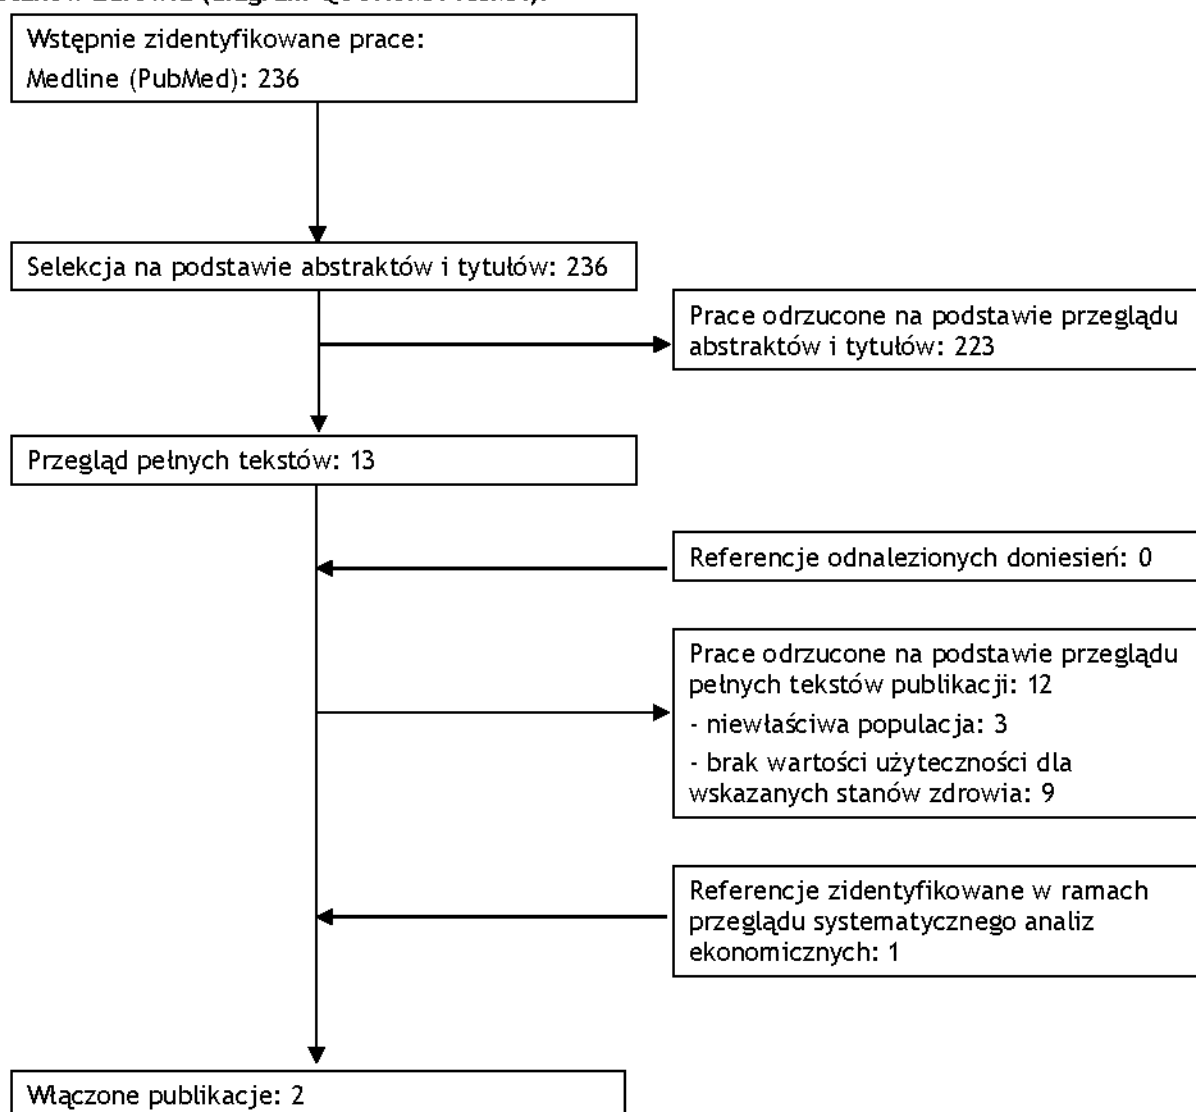 Wstępnie zidentyfikowane prace:
Medline (PubMed): 236
Selekcja na podstawie abstraktów i tytułów: 236
Prace odrzucone na podstawie przeglądu
abstraktów i tytułów: 223
Przegląd pełnych tekstów: 13
Referencje odnalezionych doniesień: 0
Prace odrzucone na podstawie przeglądu
pełnych tekstów publikacji: 12
- niewłaściwa populacja: 3
- brak wartości użyteczności dla
wskazanych stanów zdrowia: 9
Referencje zidentyfikowane w ramach
przeglądu systematycznego analiz
ekonomicznych: 1
Włączone publikacje: 2